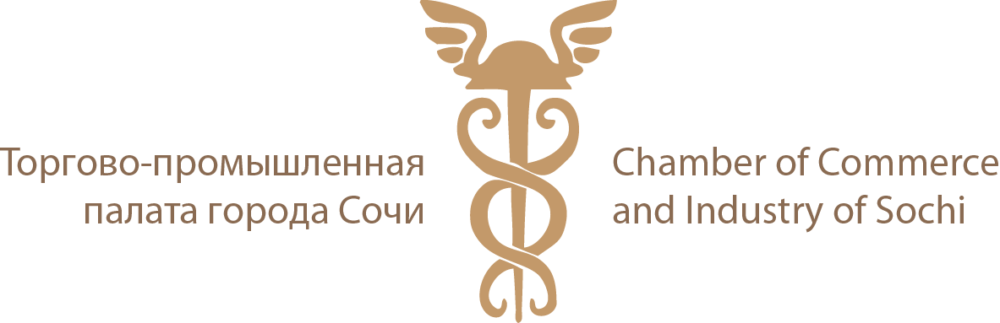 Торгово-промышленная
палата города Сочи
Chamber of Commerce
and Industry of Sochi